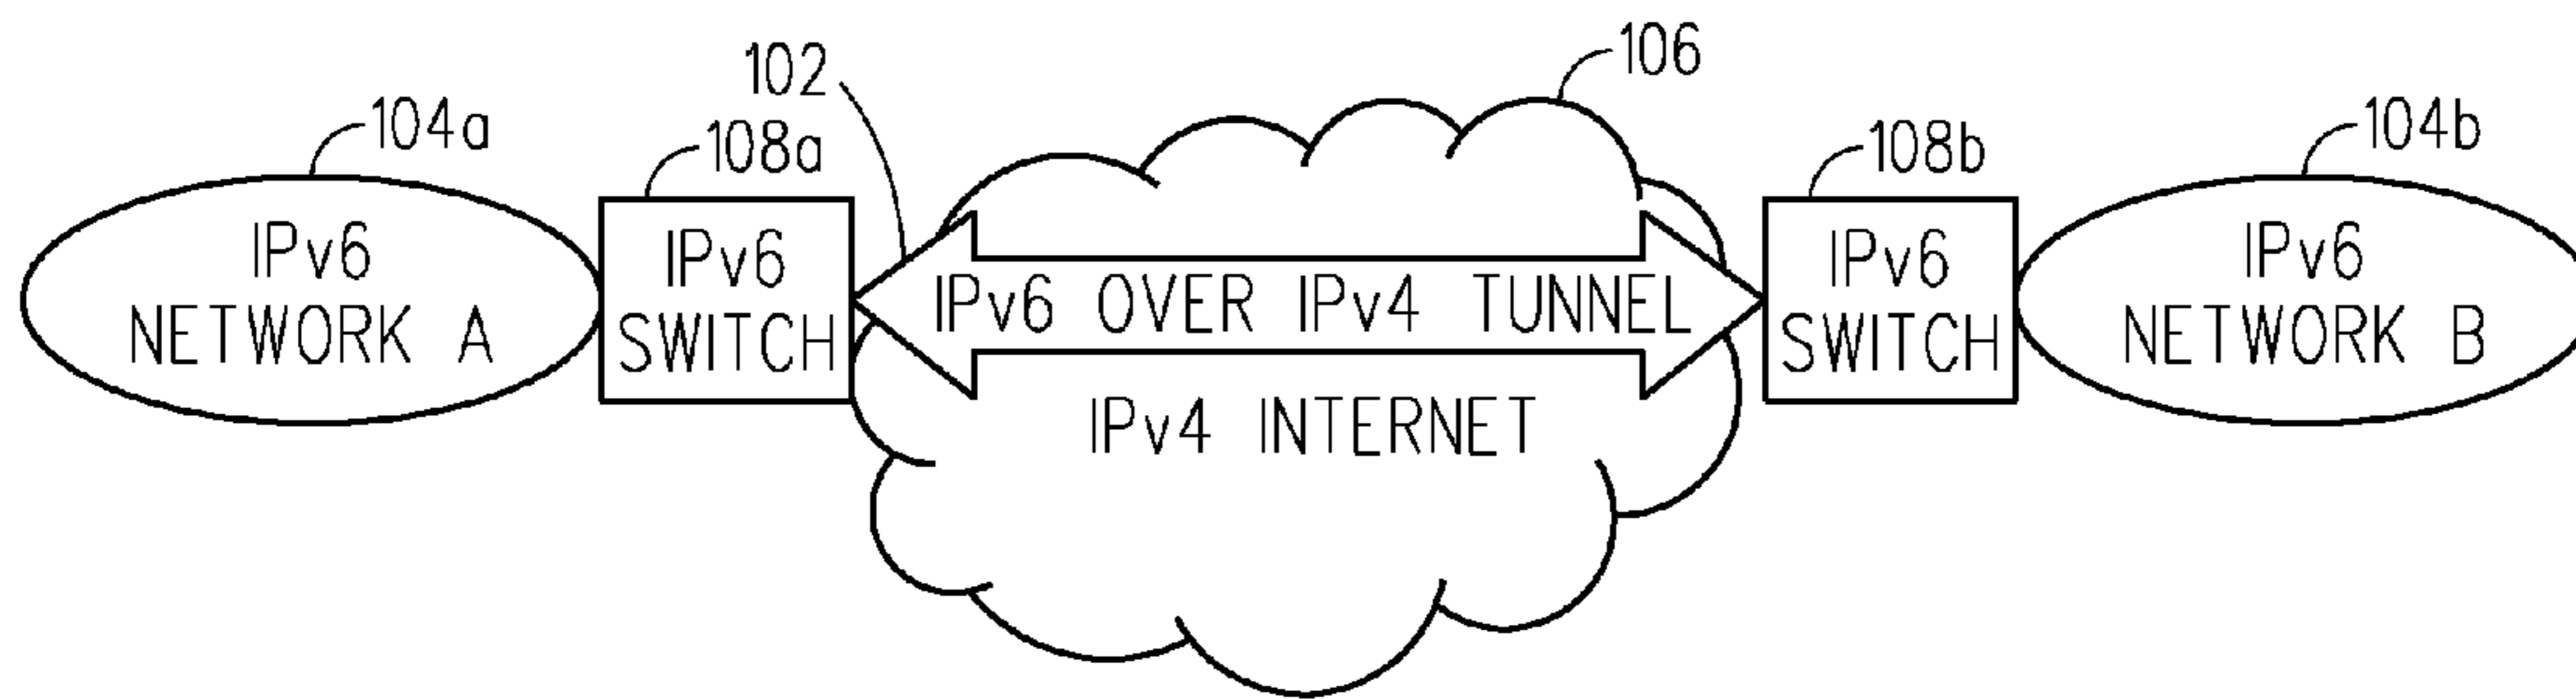 106
102
104a
108a
108b
104b
IPv6
NETWORK A
IPv6
SWITCH
IPv6 OVER IPv4 TUNNEL
IPv4 INTERNET
IPv6
SWITCH
IPv6
NETWORK B